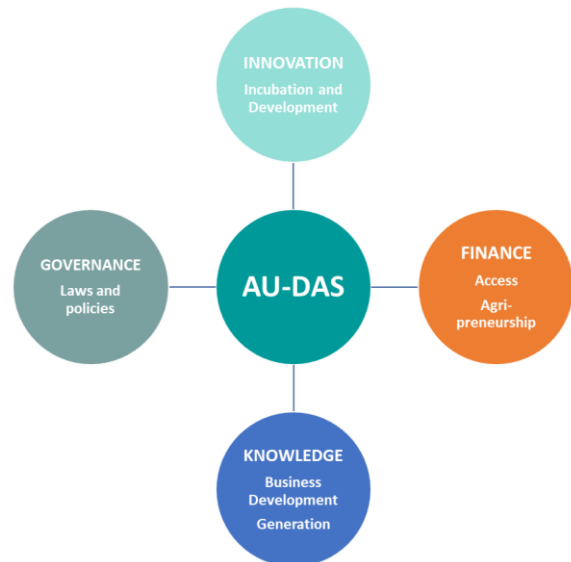 INNOVATION
Incubation and
Development
GOVERNANCE
Laws and
policies
AU-DAS
FINANCE
Access
Agri-
preneurship
KNOWLEDGE
Business
Development
Generation